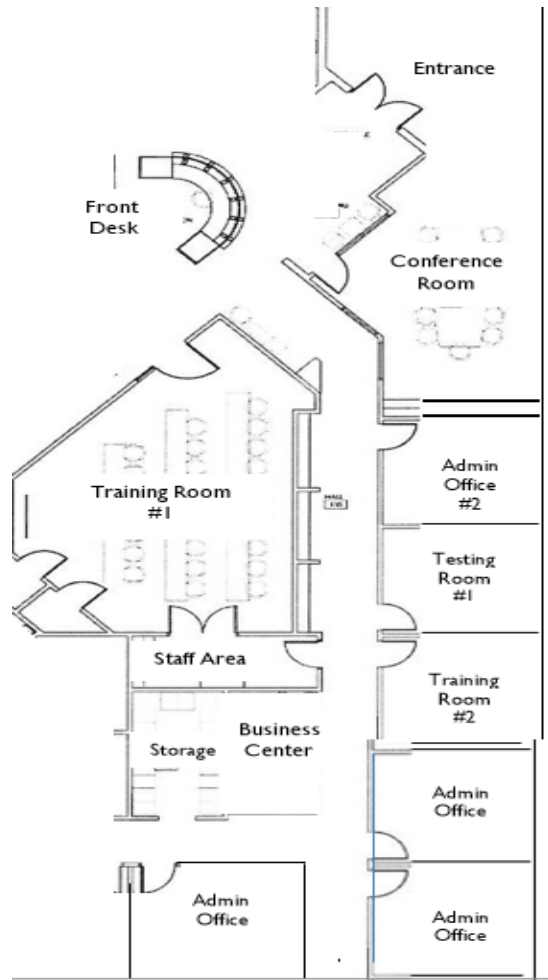 Entrance
Front
Desk
Conference
Room
Training Room
#1
HALL
Admin
Office
#2
Testing
Room
#1
Staff Area
Training
Room
#2
Storage
Business
Center
Admin
Office
Admin
Office
Admin
Office